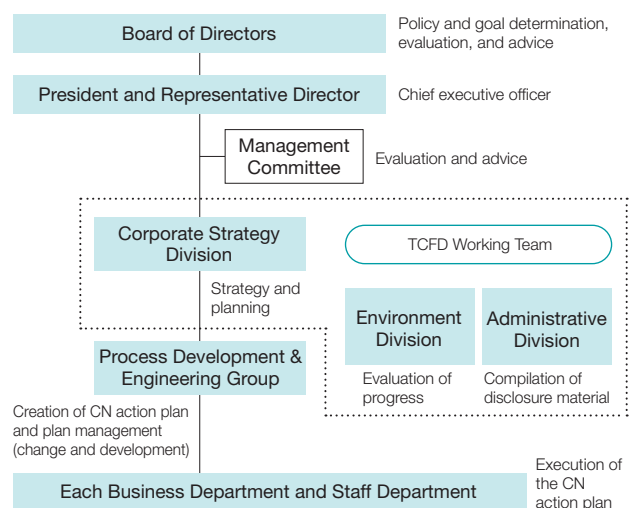 Board of Directors
Policy and goal determination,
evaluation, and advice
President and Representative Director
Chief executive officer
Management
Committee
Evaluation and advice
Corporate Strategy
Division
TCFD Working Team
Strategy and
planning
Environment
Division
Administrative
Division
Process Development &
Engineering Group
Evaluation of
progress
Compilation of
disclosure material
Creation of CN action plan
and plan management
(change and development)
Each Business Department and Staff Department
Execution of
the CN
action plan